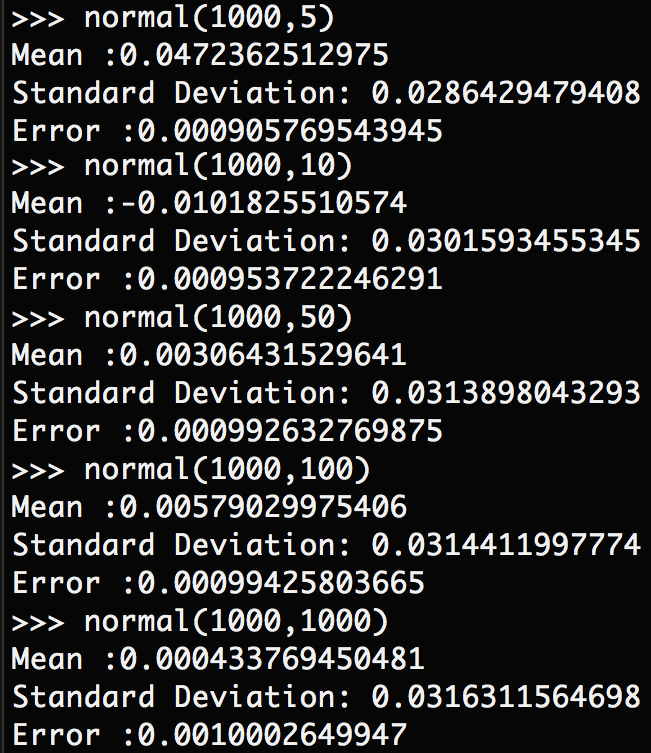 >>> normal(1000,5)
Mean :0.0472362512975
Standard Deviation: 0.0286429479408
Error :0.000905769543945
>>> normal(1000,10)
Mean :-0.0101825510574
Standard Deviation: 0.0301593455345
Error :0.000953722246291
>>> normal(1000,50)
Mean :0.00306431529641
Standard Deviation: 0.0313898043293
Error :0.000992632769875
>>> normal(1000,100)
Mean :0.00579029975406
Standard Deviation: 0.0314411997774
Error :0.00099425803665
>>> normal(1000,1000)
Mean :0.000433769450481
Standard Deviation: 0.0316311564698
Error :0.0010002649947